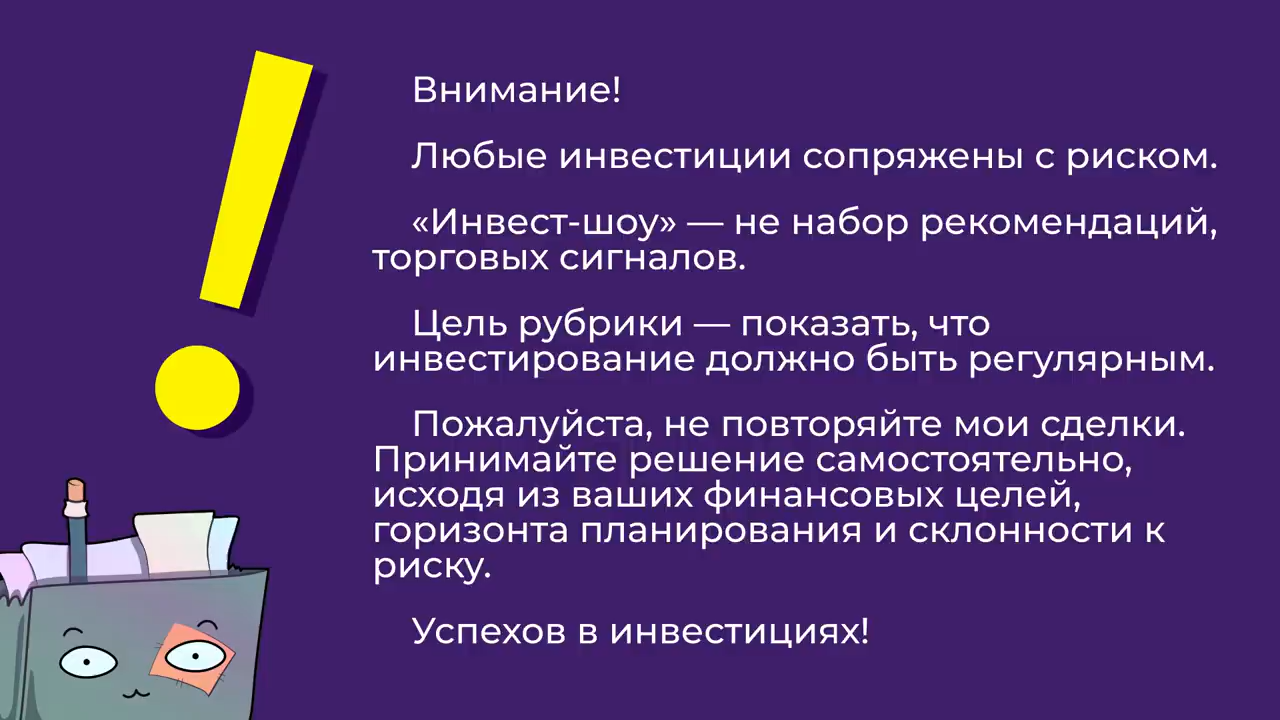 Внимание!
Любые инвестиции сопряжены с риском.
«Инвест-шоу» — не набор рекомендаций,
торговых сигналов.
Цель рубрики — показать, что
инвестирование должно быть регулярным.
Пожалуйста, не повторяйте мои сделки.
Принимайте решение самостоятельно,
исходя из ваших финансовых целей,
горизонта планирования и склонности к
риску.
Успехов в инвестициях!